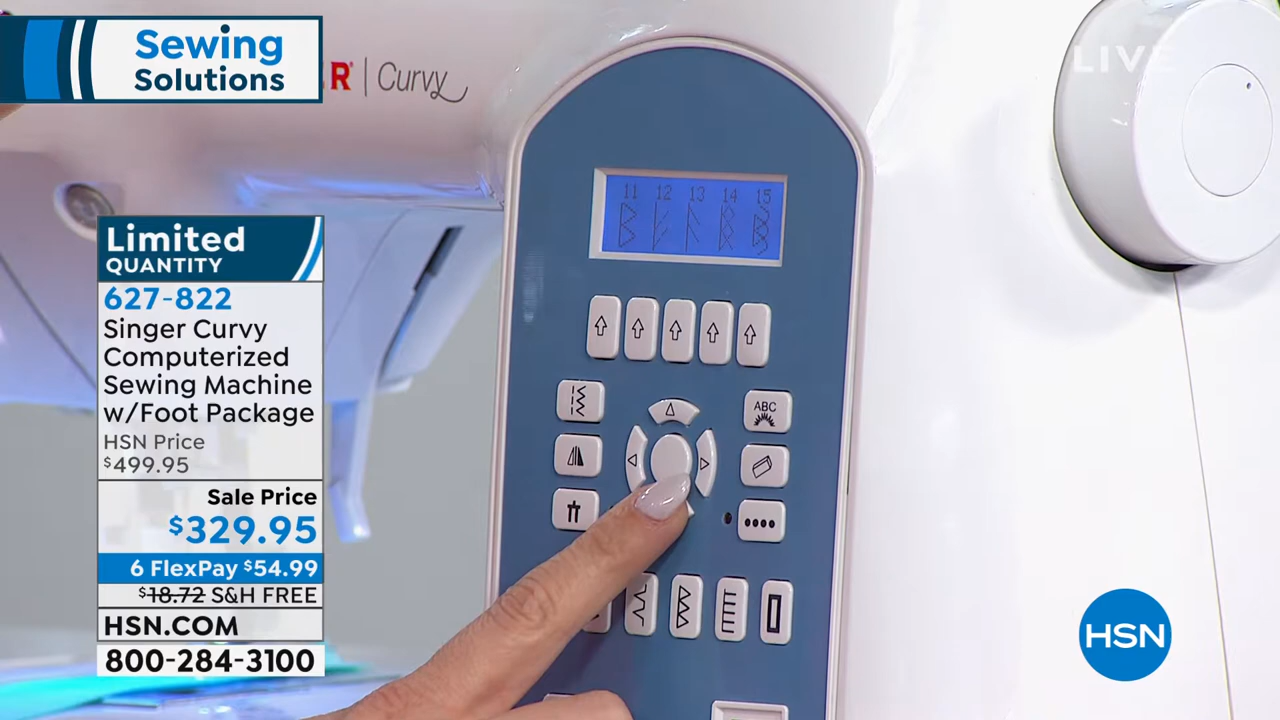 Sewing
Solutions
R | Curvy
LIVE
11 12 13 14 15
ABC
Limited
QUANTITY
627-822
Singer Curvy
Computerized
Sewing Machine
w/Foot Package
HSN Price
$499.95
Sale Price
$329.95
6 FlexPay $54.99
$18.72 S&H FREE
HSN.COM
800-284-3100
HSN